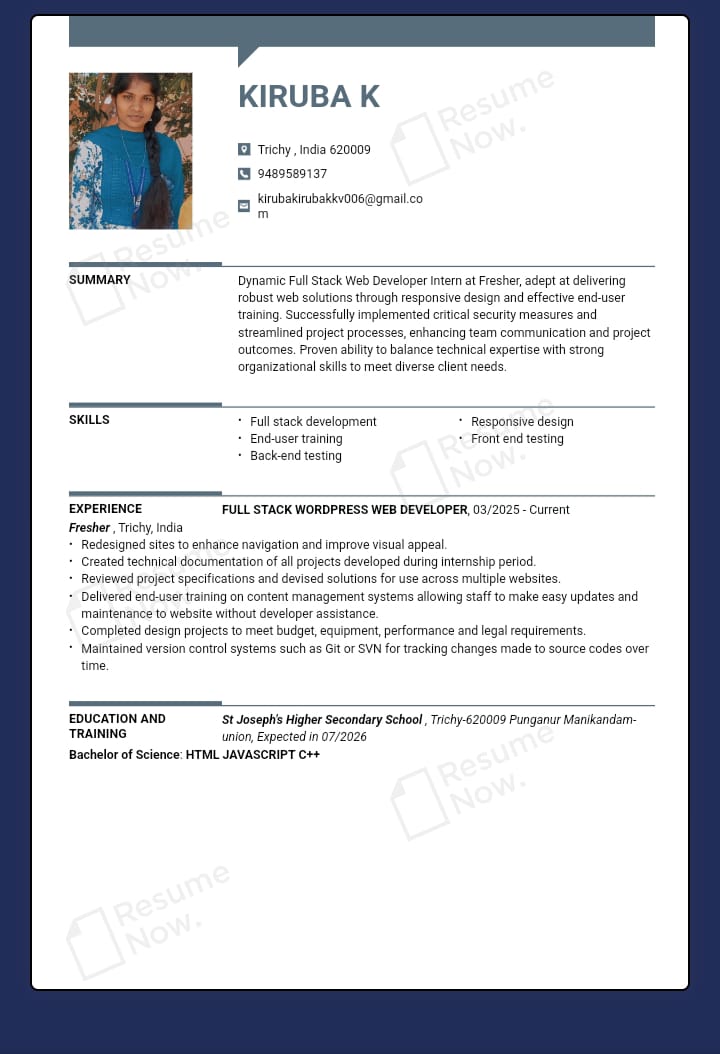 KIRUBA K
Trichy , India 620009
9489589137
kirubakirubakkv006@gmail.co
m
SUMMARY
Dynamic Full Stack Web Developer Intern at Fresher, adept at delivering
robust web solutions through responsive design and effective end-user
training. Successfully implemented critical security measures and
streamlined project processes, enhancing team communication and project
outcomes. Proven ability to balance technical expertise with strong
organizational skills to meet diverse client needs.
SKILLS
• Full stack development
• End-user training
• Back-end testing
• Responsive design
• Front end testing
EXPERIENCE
FULL STACK WORDPRESS WEB DEVELOPER, 03/2025 - Current
Fresher , Trichy, India
• Redesigned sites to enhance navigation and improve visual appeal.
• Created technical documentation of all projects developed during internship period.
• Reviewed project specifications and devised solutions for use across multiple websites.
• Delivered end-user training on content management systems allowing staff to make easy updates and
maintenance to website without developer assistance.
• Completed design projects to meet budget, equipment, performance and legal requirements.
• Maintained version control systems such as Git or SVN for tracking changes made to source codes over
time.
EDUCATION AND
TRAINING
St Joseph's Higher Secondary School , Trichy-620009 Punganur Manikandam-
union, Expected in 07/2026
Bachelor of Science: HTML JAVASCRIPT C++
Resume
Now.
Resume
Now.
Resume
Now.
Resume
Now.
Resume
Now.
Resume
Now.